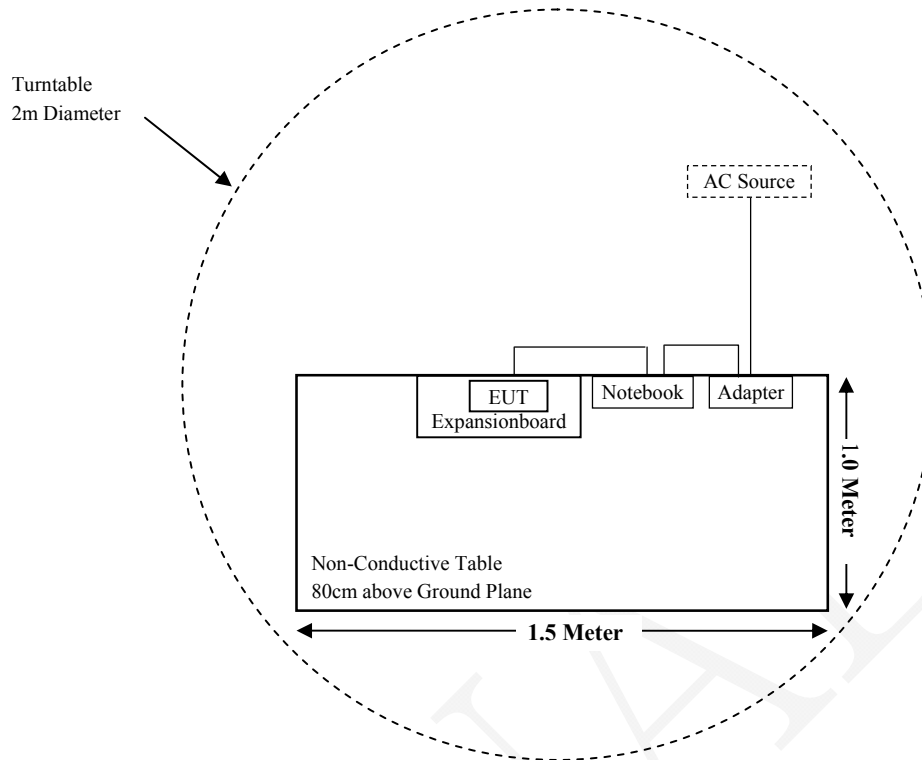 Turntable
2m Diameter
AC Source
EUT
Expansionboard
Notebook
Adapter
1.0 Meter
Non-Conductive Table
80cm above Ground Plane
1.5 Meter